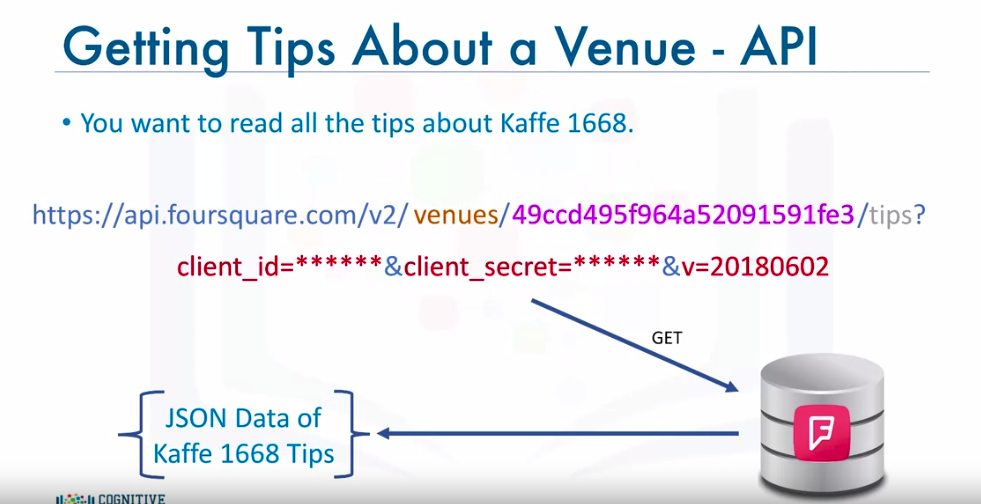 Getting Tips About a Venue - API
• You want to read all the tips about Kaffe 1668.
https://api.foursquare.com/v2/ venues/49ccd495f964a52091591fe3/tips?
client_id=******&client_secret=******&v=20180602
GET
JSON Data of
Kaffe 1668 Tips
COGNITIVE